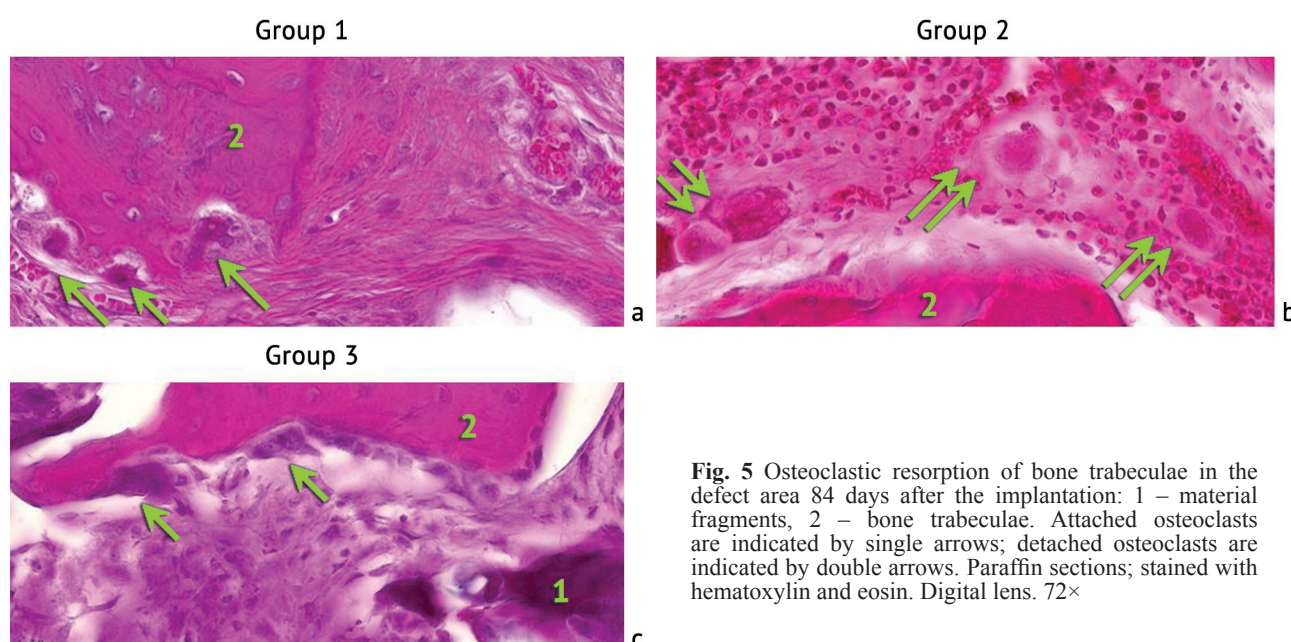 Group 1
Group 2
2
a
2
b
Group 3
2
1
c
Fig. 5 Osteoclastic resorption of bone trabeculae in the
defect area 84 days after the implantation: 1 – material
fragments, 2 – bone trabeculae. Attached osteoclasts
are indicated by single arrows; detached osteoclasts are
indicated by double arrows. Paraffin sections; stained with
hematoxylin and eosin. Digital lens. 72×